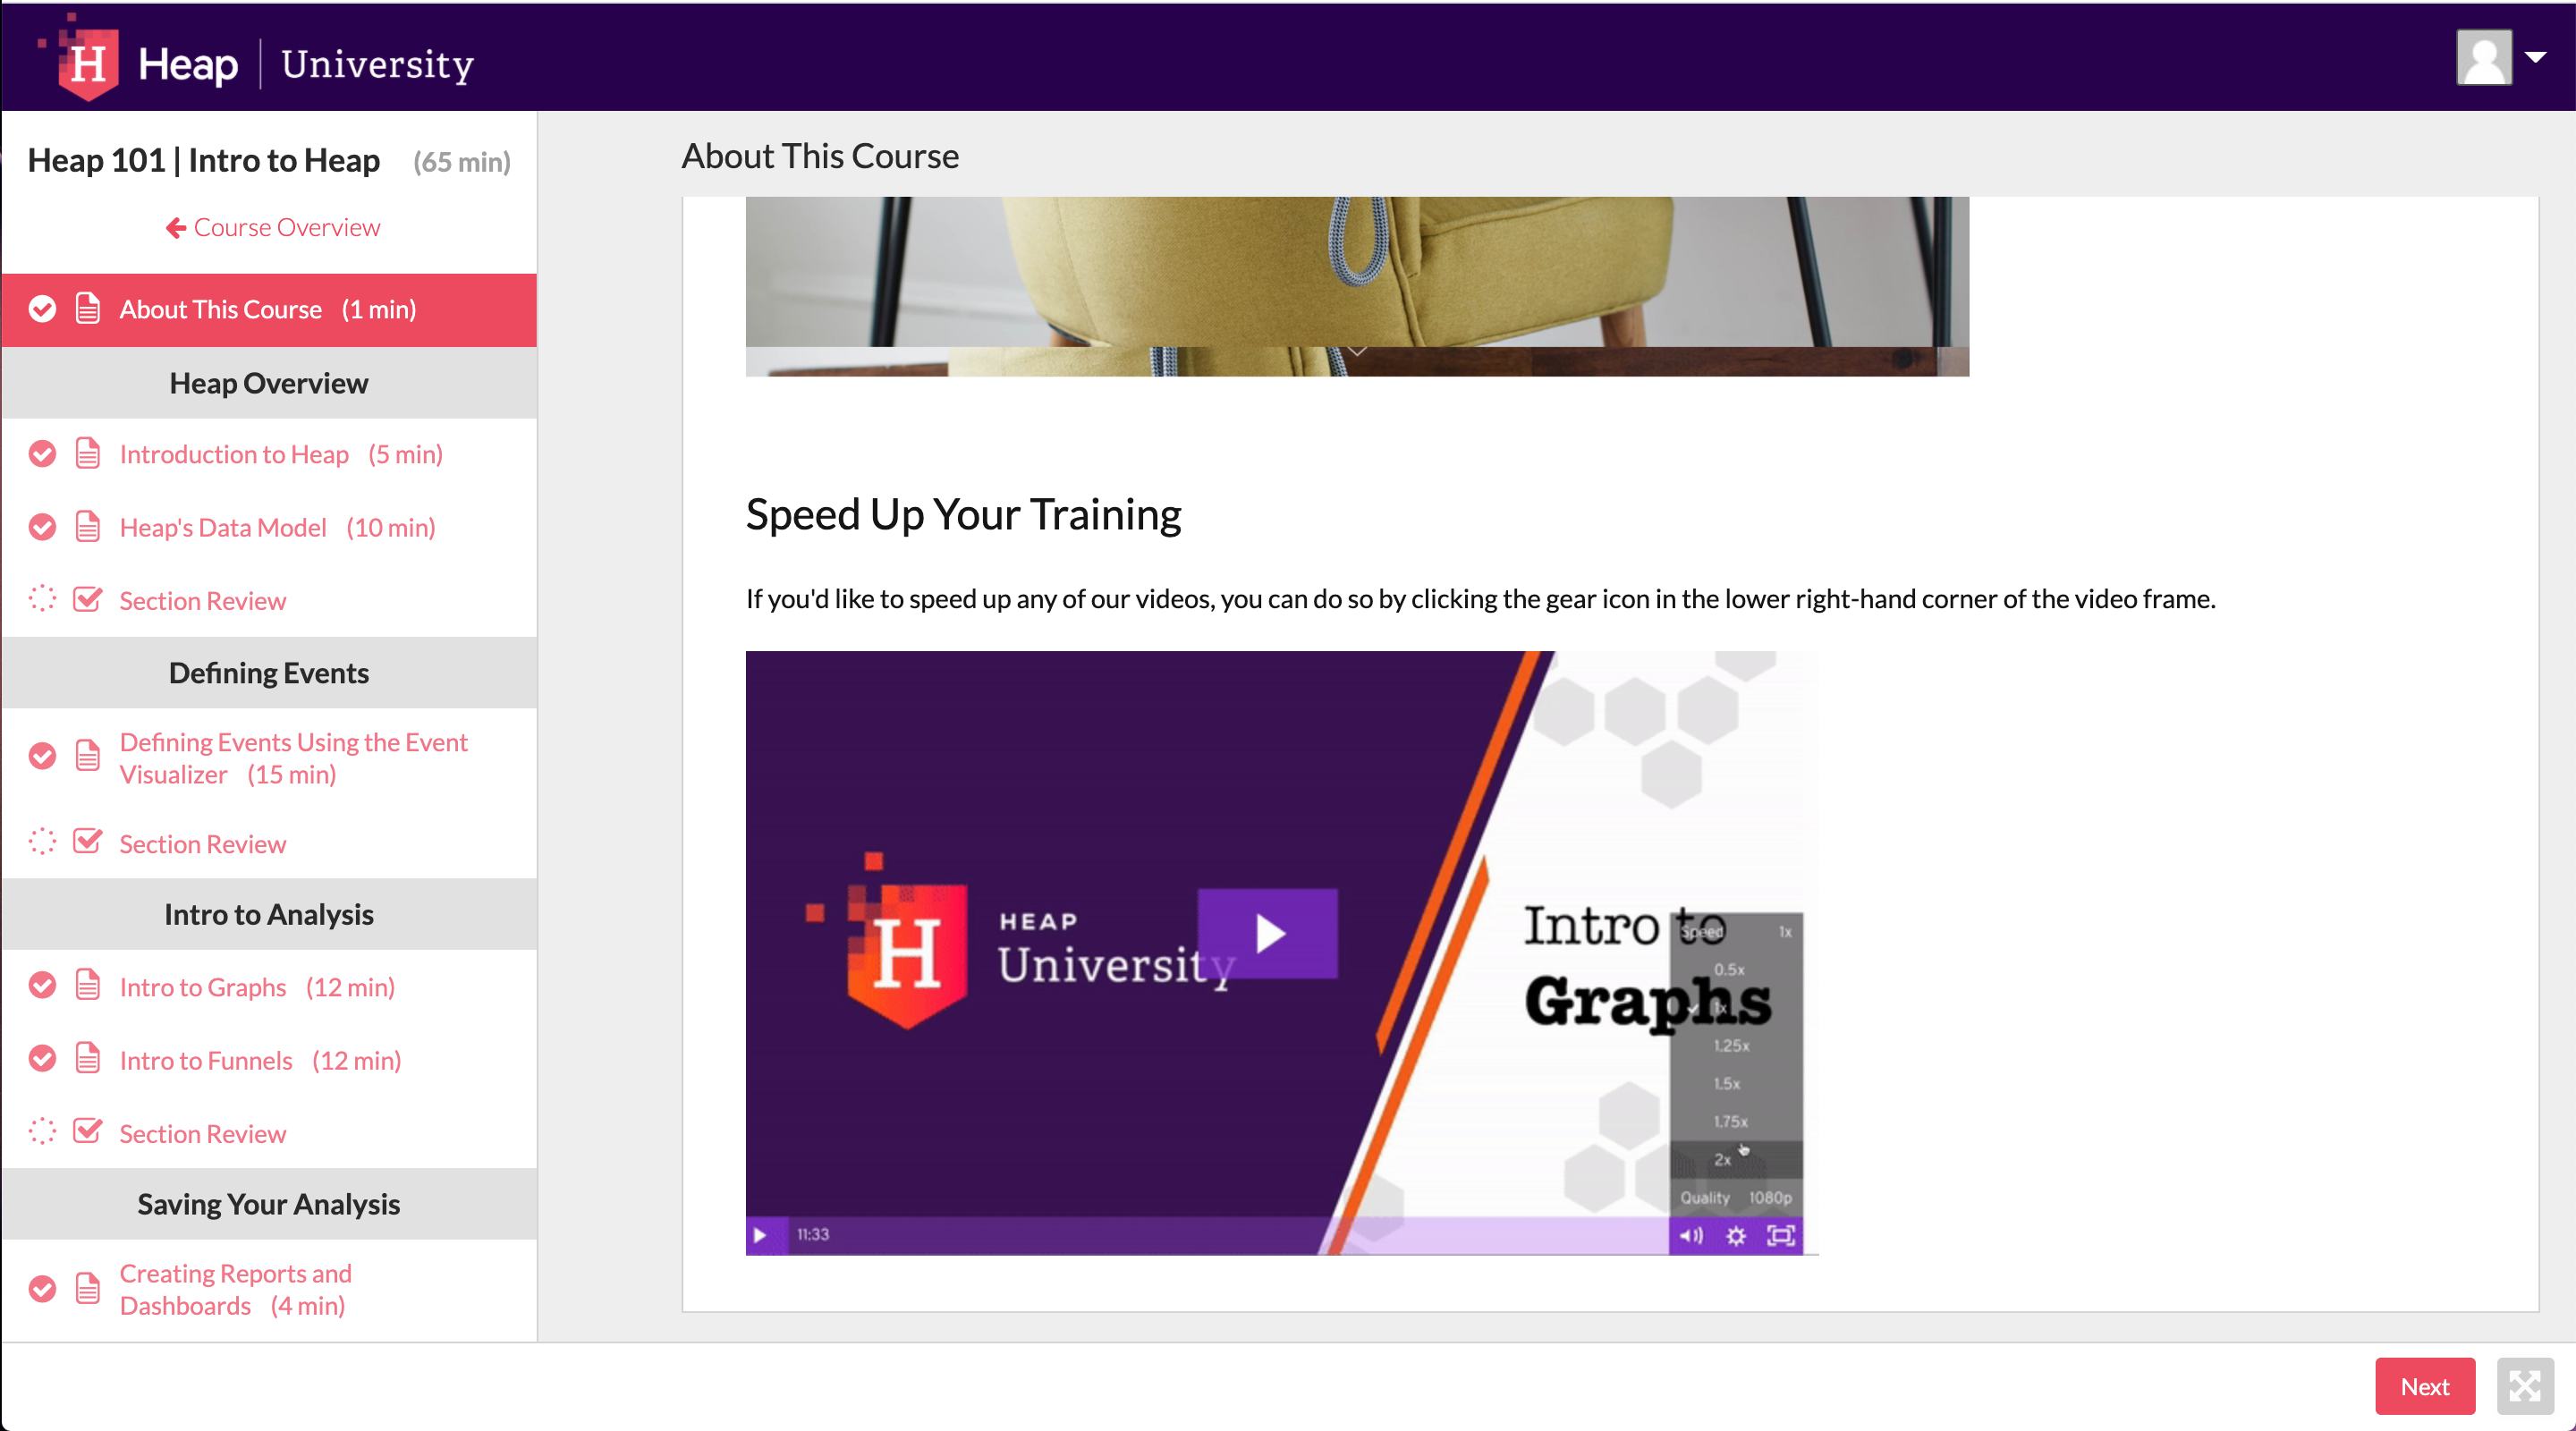 H Heap | University
Heap 101 | Intro to Heap (65 min)
Course Overview
About This Course (1 min)
Heap Overview
Introduction to Heap (5 min)
Heap's Data Model (10 min)
Section Review
Defining Events
Defining Events Using the Event
Visualizer (15 min)
Section Review
Intro to Analysis
Intro to Graphs (12 min)
Intro to Funnels (12 min)
Section Review
Saving Your Analysis
Creating Reports and
Dashboards (4 min)
About This Course
Speed Up Your Training
If you'd like to speed up any of our videos, you can do so by clicking the gear icon in the lower right-hand corner of the video frame.
H HEAP
University
Intro to
Graphs
Speed 1x
0.5x
1x
1.25x
1.5x
1.75x
2x
Quality 1080p
11:33
Next